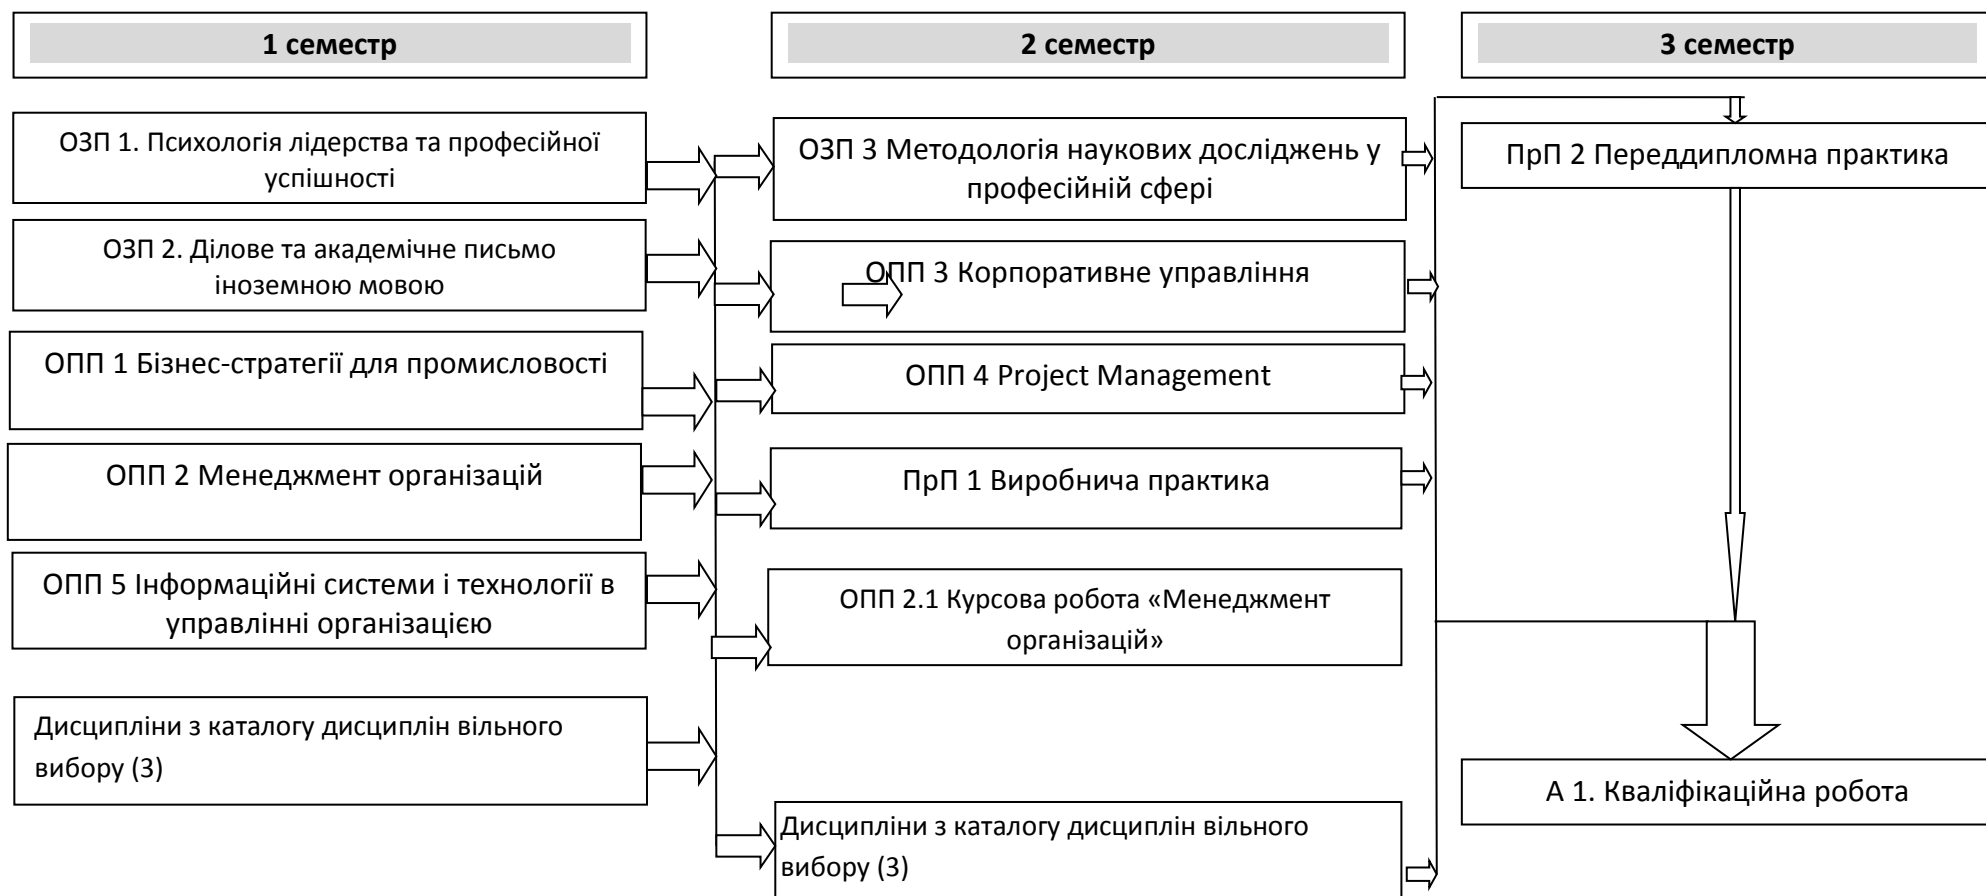 1 семестр
2 семестр
3 семестр
ОЗП 1. Психологія лідерства та професійної
успішності
ОЗП 2. Ділове та академічне письмо
іноземною мовою
ОПП 1 Бізнес-стратегії для промисловості
ОПП 2 Менеджмент організацій
ОПП 5 Інформаційні системи і технології в
управлінні організацією
Дисципліни з каталогу дисциплін вільного
вибору (3)
ОЗП 3 Методологія наукових досліджень у
професійній сфері
ОПП 3 Корпоративне управління
ОПП 4 Project Management
ПрП 1 Виробнича практика
ОПП 2.1 Курсова робота «Менеджмент
організацій»
Дисципліни з каталогу дисциплін вільного
вибору (3)
ПрП 2 Переддипломна практика
А 1. Кваліфікаційна робота